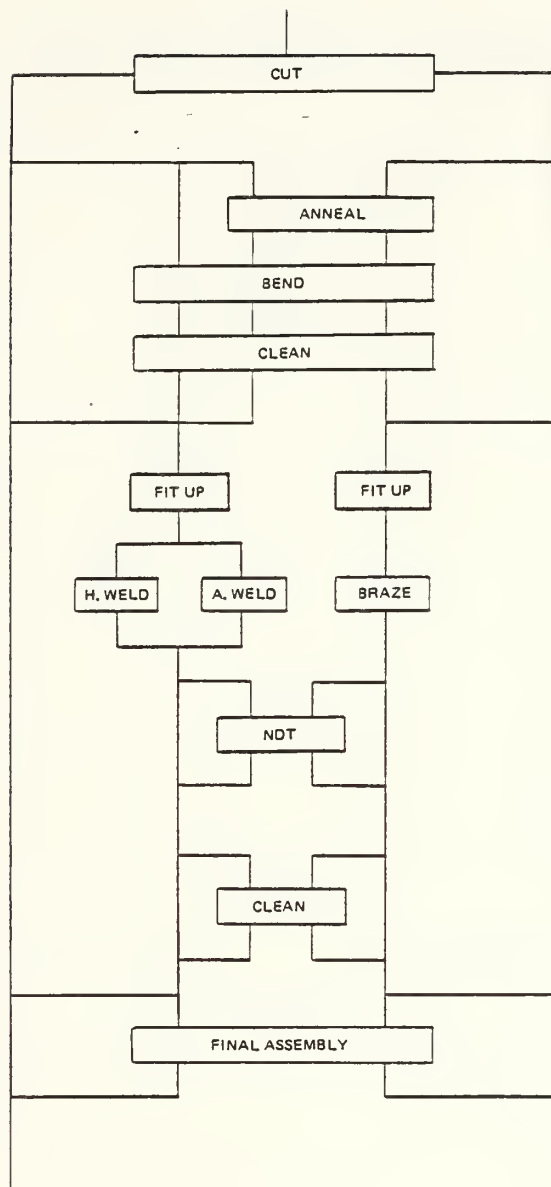 CUT
ANNEAL
BEND
CLEAN
FIT UP
FIT UP
H. WELD
A. WELD
BRAZE
NDT
CLEAN
FINAL ASSEMBLY